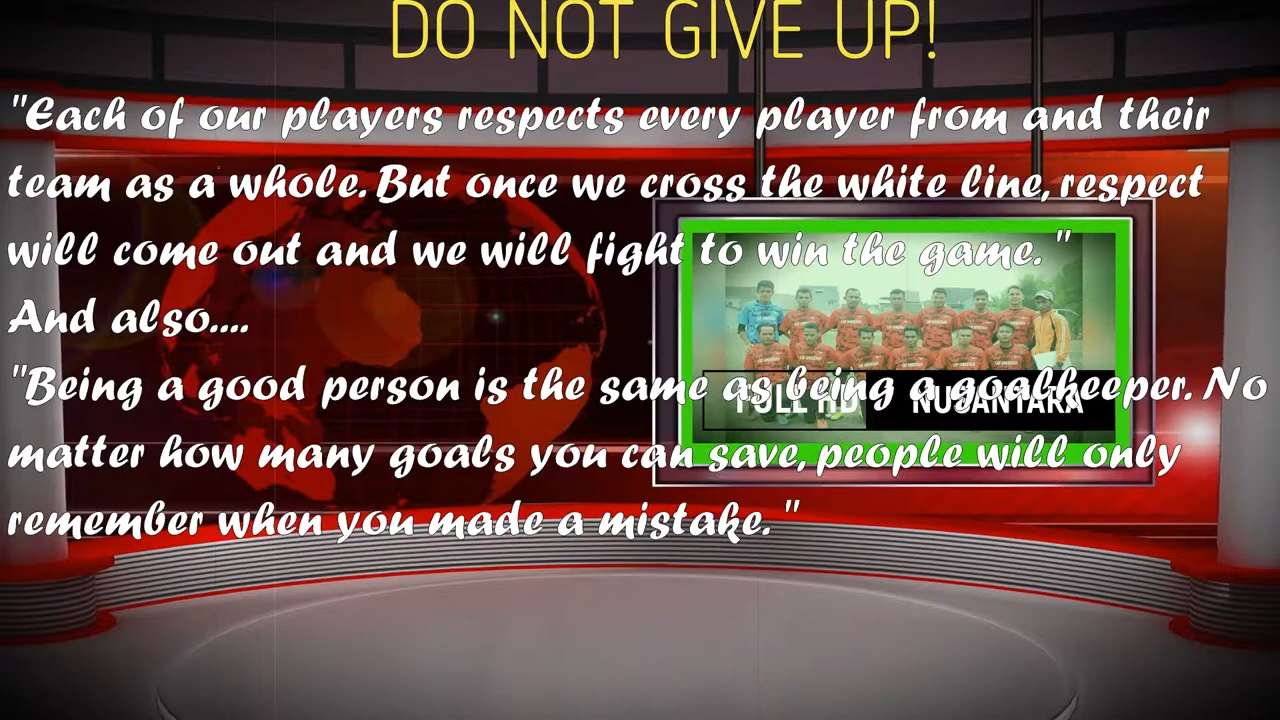 DO NOT GIVE UP!
"Each of our players respects every player from and their
team as a whole. But once we cross the white line, respect
will come out and we will fight to win the game. "
And also....
"Being a good person is the same as being a goalkeeper. No
FULL HD NUSANTARA
matter how many goals you can save, people will only
remember when you made a mistake. "